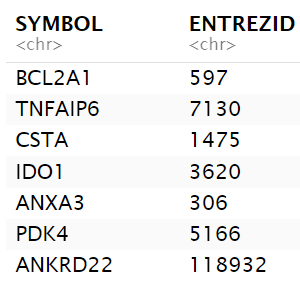 SYMBOL ENTREZID
<chr> <chr>
BCL2A1 597
TNFAIP6 7130
CSTA 1475
IDO1 3620
ANXA3 306
PDK4 5166
ANKRD22 118932